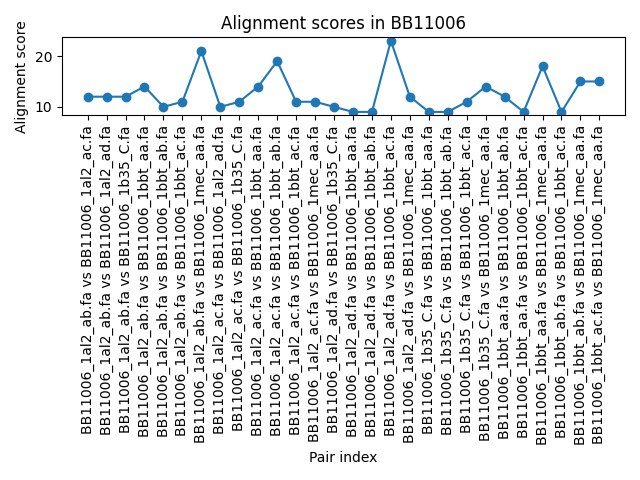 Alignment scores in BB11006
Alignment score
20
10
BB11006_1al2_ab.fa vs BB11006_1al2_ac.fa
BB11006_1al2_ab.fa vs BB11006_1al2_ad.fa
BB11006_1al2_ab.fa vs BB11006_1b35_C.fa
BB11006_1al2_ab.fa vs BB11006_1bbt_aa.fa
BB11006_1al2_ab.fa vs BB11006_1bbt_ab.fa
BB11006_1al2_ab.fa vs BB11006_1bbt_ac.fa
BB11006_1al2_ab.fa vs BB11006_1mec_aa.fa
BB11006_1al2_ac.fa vs BB11006_1al2_ad.fa
BB11006_1al2_ac.fa vs BB11006_1b35_C.fa
BB11006_1al2_ac.fa vs BB11006_1bbt_aa.fa
BB11006_1al2_ac.fa vs BB11006_1bbt_ab.fa
BB11006_1al2_ac.fa vs BB11006_1bbt_ac.fa
BB11006_1al2_ac.fa vs BB11006_1mec_aa.fa
BB11006_1al2_ad.fa vs BB11006_1b35_C.fa
BB11006_1al2_ad.fa vs BB11006_1bbt_aa.fa
BB11006_1al2_ad.fa vs BB11006_1bbt_ab.fa
BB11006_1al2_ad.fa vs BB11006_1bbt_ac.fa
BB11006_1al2_ad.fa vs BB11006_1mec_aa.fa
BB11006_1b35_C.fa vs BB11006_1bbt_aa.fa
BB11006_1b35_C.fa vs BB11006_1bbt_ab.fa
BB11006_1b35_C.fa vs BB11006_1bbt_ac.fa
BB11006_1b35_C.fa vs BB11006_1mec_aa.fa
BB11006_1bbt_aa.fa vs BB11006_1bbt_ab.fa
BB11006_1bbt_aa.fa vs BB11006_1bbt_ac.fa
BB11006_1bbt_aa.fa vs BB11006_1mec_aa.fa
BB11006_1bbt_ab.fa vs BB11006_1bbt_ac.fa
BB11006_1bbt_ab.fa vs BB11006_1mec_aa.fa
BB11006_1bbt_ac.fa vs BB11006_1mec_aa.fa
Pair index